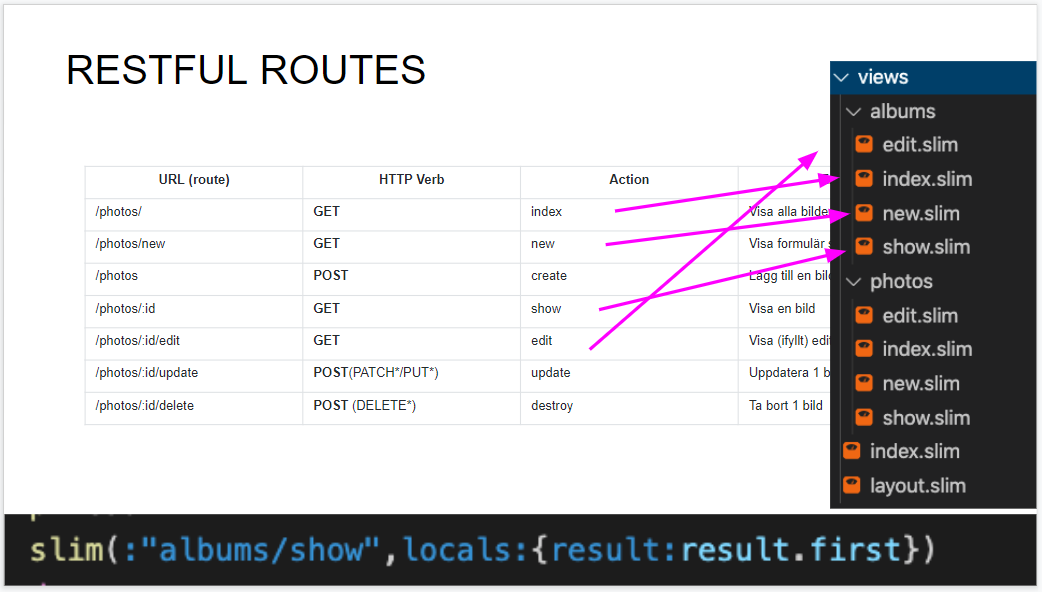 RESTFUL ROUTES
URL (route) HTTP Verb Action
/photos/ GET index Visa alla bilder
/photos/new GET new Visa formulär
/photos POST create Lägg till en bild
/photos/:id GET show Visa en bild
/photos/:id/edit GET edit Visa (ifyllt)
/photos/:id/update POST(PATCH*/PUT*) update Uppdatera 1
/photos/:id/delete POST (DELETE*) destroy Ta bort 1 bild
views
albums
edit.slim
index.slim
new.slim
show.slim
photos
edit.slim
index.slim
new.slim
show.slim
index.slim
layout.slim
slim(:"albums/show",locals:{result:result.first})